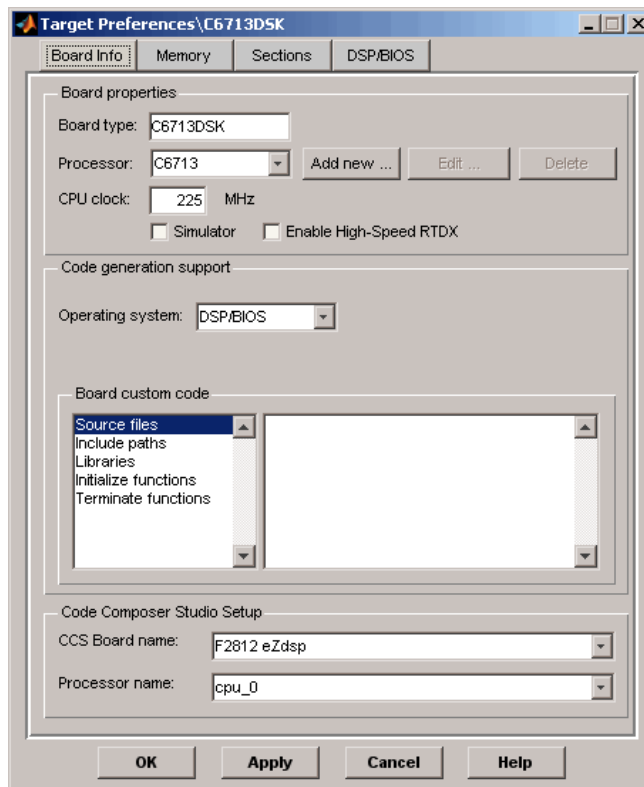 Target Preferences\C6713DSK
Board Info Memory Sections DSP/BIOS
Board properties
Board type: C6713DSK
Processor: C6713 Add new ... Edit ... Delete
CPU clock: 225 MHz
Simulator Enable High-Speed RTDX
Code generation support
Operating system: DSP/BIOS
Board custom code
Source files
Include paths
Libraries
Initialize functions
Terminate functions
Code Composer Studio Setup
CCS Board name: F2812 eZdsp
Processor name: cpu_0
OK Apply Cancel Help